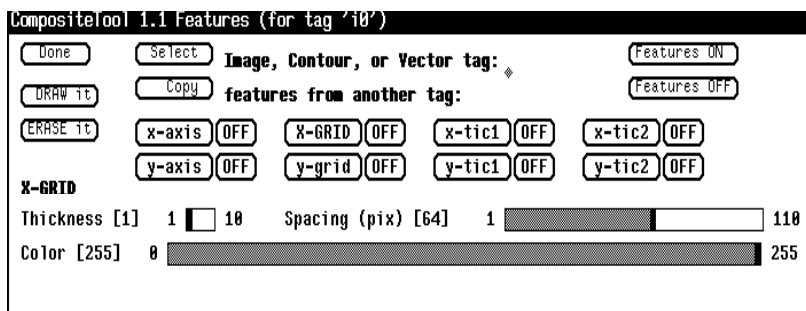 CompositeTool 1.1 Features (for tag 'i0')
Done Select Image, Contour, or Vector tag: Features ON
DRAW it Copy features from another tag: Features OFF
ERASE it x-axis OFF X-GRID OFF x-tic1 OFF x-tic2 OFF
y-axis OFF y-grid OFF y-tic1 OFF y-tic2 OFF
X-GRID
Thickness [1] 1 10 Spacing (pix) [64] 1 110
Color [255] 0 255